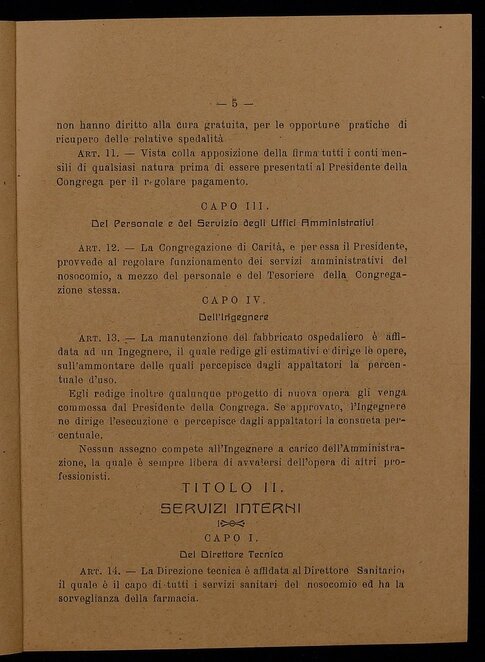 — 5 —
non hanno diritto alla cura gratuita, per le opportune pratiche di
ricupero delle relative spedalità
ART. 11. — Vista colla apposizione della firma tutti i conti men-
sili di qualsiasi natura prima di essere presentati al Presidente della
Congrega per il regolare pagamento.
CAPO III.
Del Personale e del Servizio degli Uffici Amministrativi
ART. 12. — La Congregazione di Carità, e per essa il Presidente,
provvede al regolare funzionamento dei servizi amministrativi del
nosocomio, a mezzo del personale e del Tesoriere della Congrega-
zione stessa.
CAPO IV.
Dell'Ingegnere
ART. 13. — La manutenzione del fabbricato ospedaliero è affi-
data ad un Ingegnere, il quale redige gli estimativi e dirige le opere,
sull'ammontare delle quali percepisce dagli appaltatori la percen-
tuale d'uso.
Egli redige inoltre qualunque progetto di nuova opera gli venga
commessa dal Presidente della Congrega. Se approvato, l'Ingegnere
ne dirige l'esecuzione e percepisce dagli appaltatori la consueta per-
centuale.
Nessun assegno compete all'Ingegnere a carico dell'Amministra-
zione, la quale è sempre libera di avvalersi dell'opera di altri pro-
fessionisti.
TITOLO II.
SERVIZI INTERNI
CAPO I.
Del Direttore Tecnico
ART. 14. — La Direzione tecnica è affidata al Direttore Sanitario,
il quale è il capo di tutti i servizi sanitari del nosocomio ed ha la
sorveglianza della farmacia.